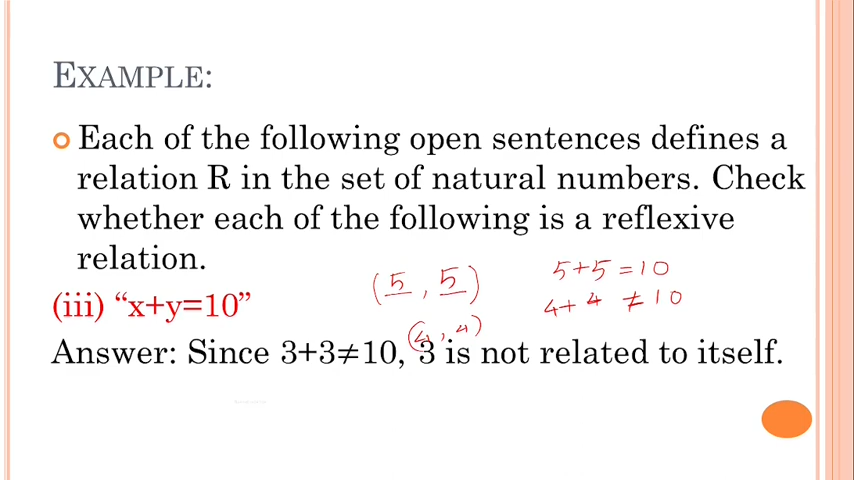 EXAMPLE:
Each of the following open sentences defines a
relation R in the set of natural numbers. Check
whether each of the following is a reflexive
relation.
(5, 5)
5+5=10
(iii) “x+y=10”
4+4≠10
(4, 4)
Answer: Since 3+3≠10, 3 is not related to itself.